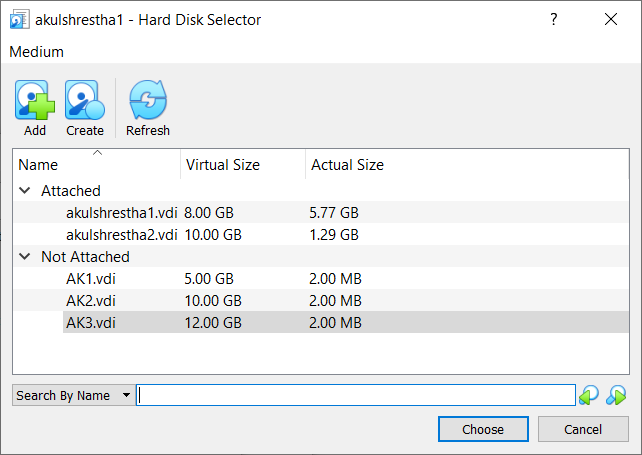 akulshrestha1 - Hard Disk Selector ?
Medium
Add Create Refresh
Name Virtual Size Actual Size
Attached
akulshrestha1.vdi 8.00 GB 5.77 GB
akulshrestha2.vdi 10.00 GB 1.29 GB
Not Attached
AK1.vdi 5.00 GB 2.00 MB
AK2.vdi 10.00 GB 2.00 MB
AK3.vdi 12.00 GB 2.00 MB
Search By Name
Choose Cancel